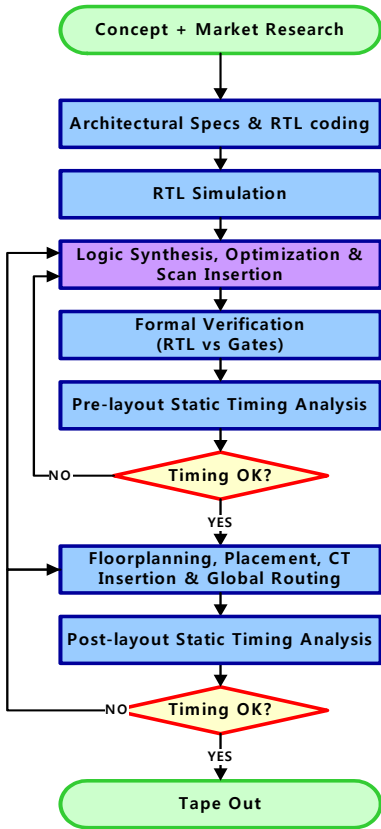 Concept + Market Research
Architectural Specs & RTL coding
RTL Simulation
Logic Synthesis, Optimization &
Scan Insertion
Formal Verification
(RTL vs Gates)
Pre-layout Static Timing Analysis
Timing OK?
NO
YES
Floorplanning, Placement, CT
Insertion & Global Routing
Post-layout Static Timing Analysis
Timing OK?
NO
YES
Tape Out